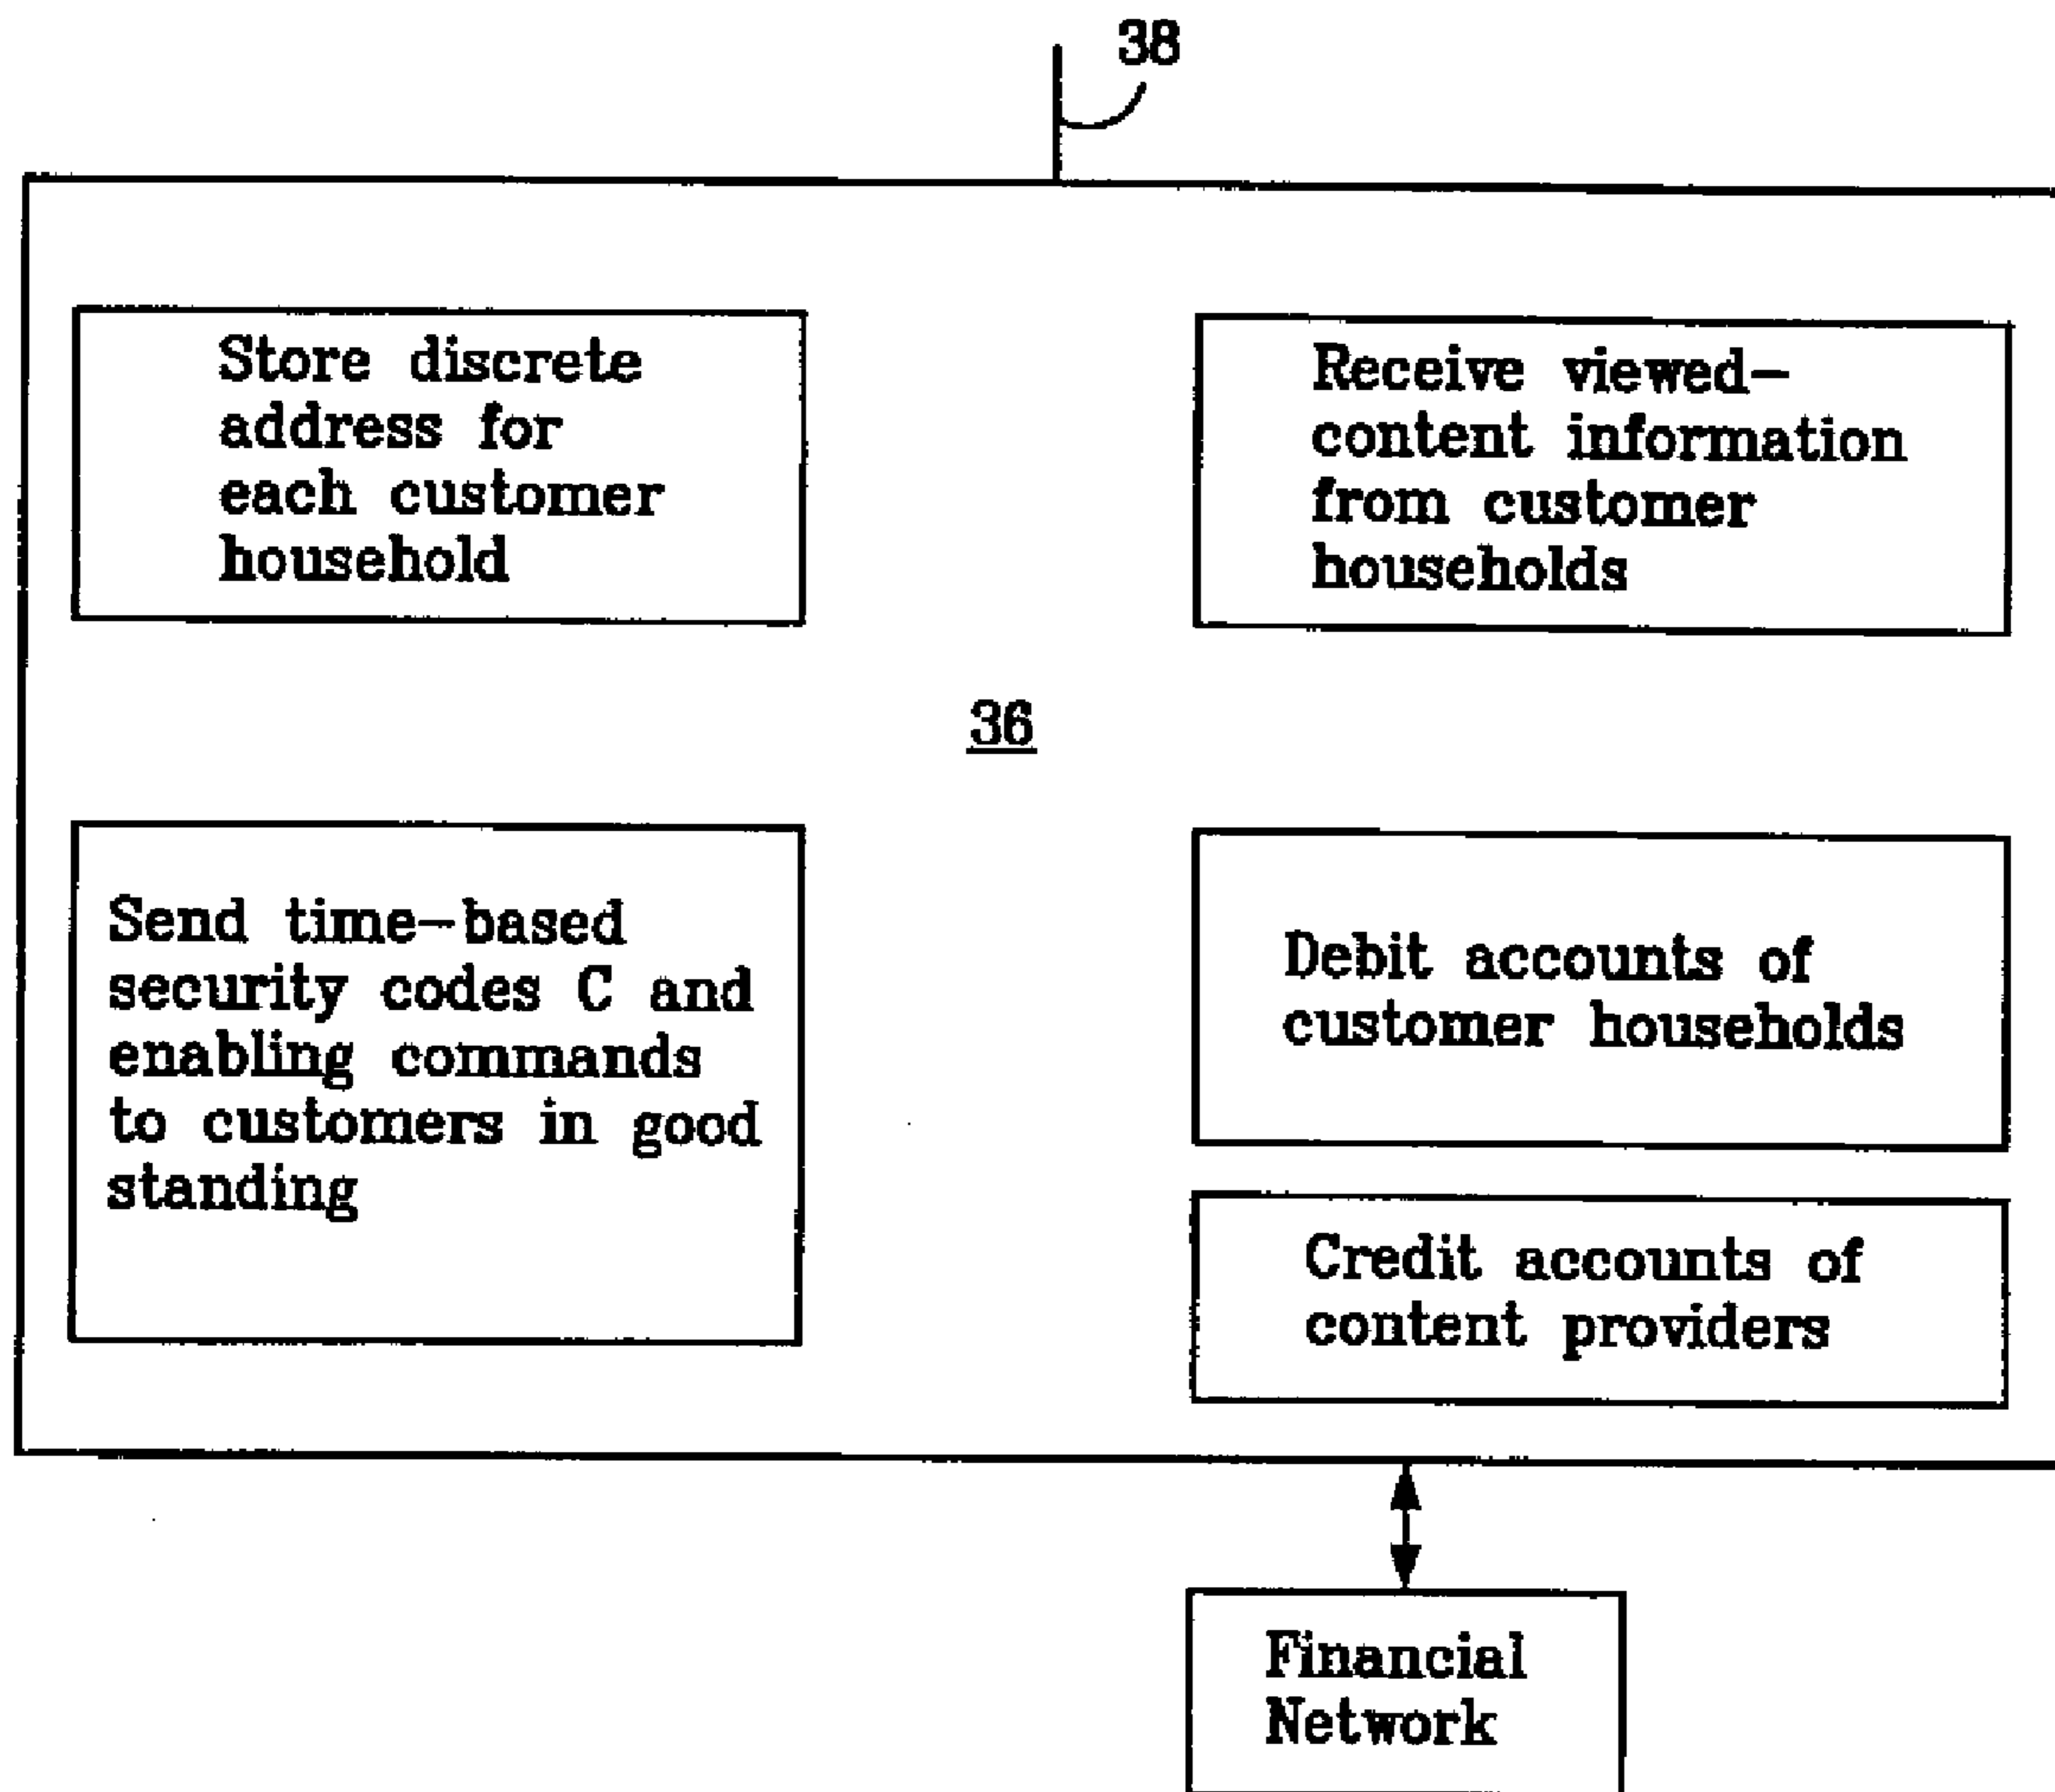 38
Store discrete
address for
each customer
household
Receive viewed-
content information
from customer
households
36
Send time-based
security codes C and
enabling commands
to customers in good
standing
Debit accounts of
customer households
Credit accounts of
content providers
Financial
Network